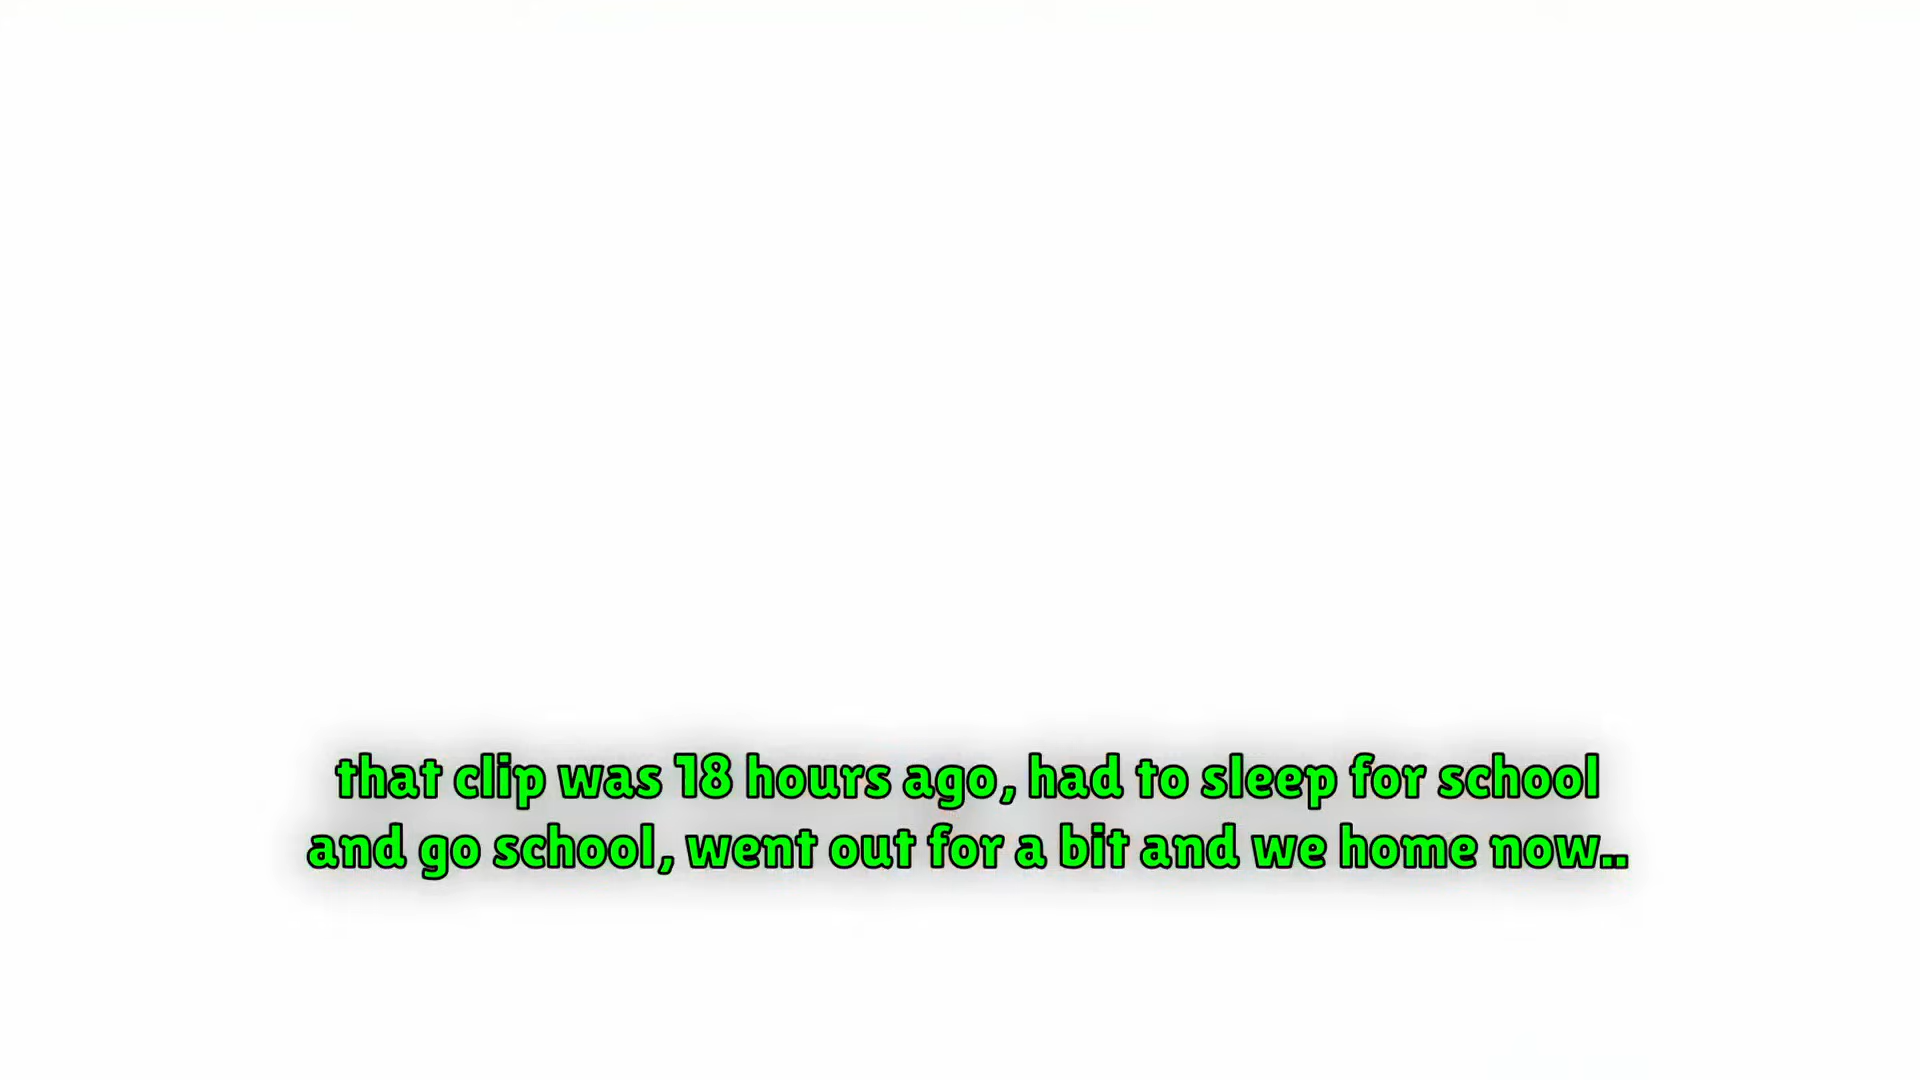 that clip was 18 hours ago, had to sleep for school
and go school, went out for a bit and we home now..